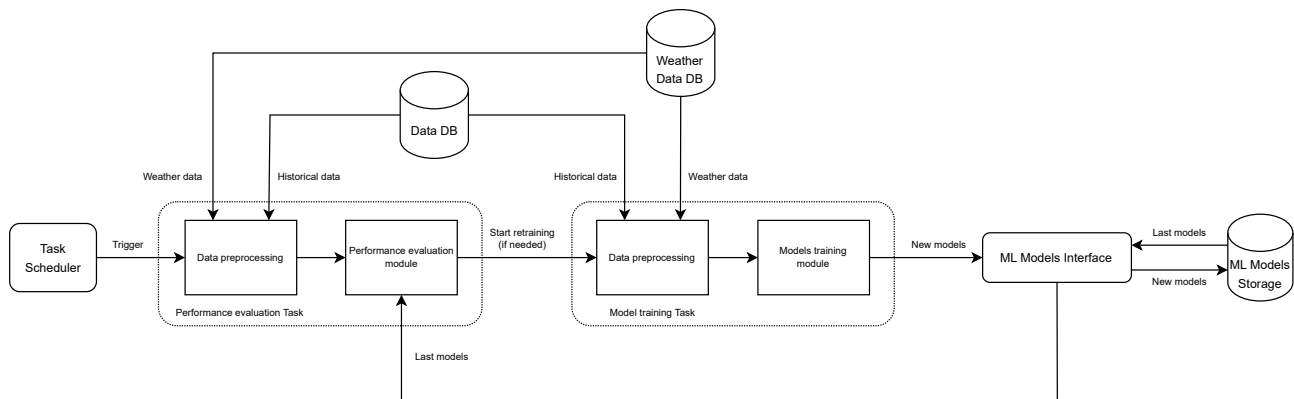 Weather
Data DB
Data DB
Weather data
Historical data
Historical data
Weather data
Task
Scheduler
Trigger
Data preprocessing
Performance evaluation
module
Start retraining
(if needed)
Data preprocessing
Models training
module
New models
ML Models Interface
Last models
New models
ML Models
Storage
Performance evaluation Task
Model training Task
Last models